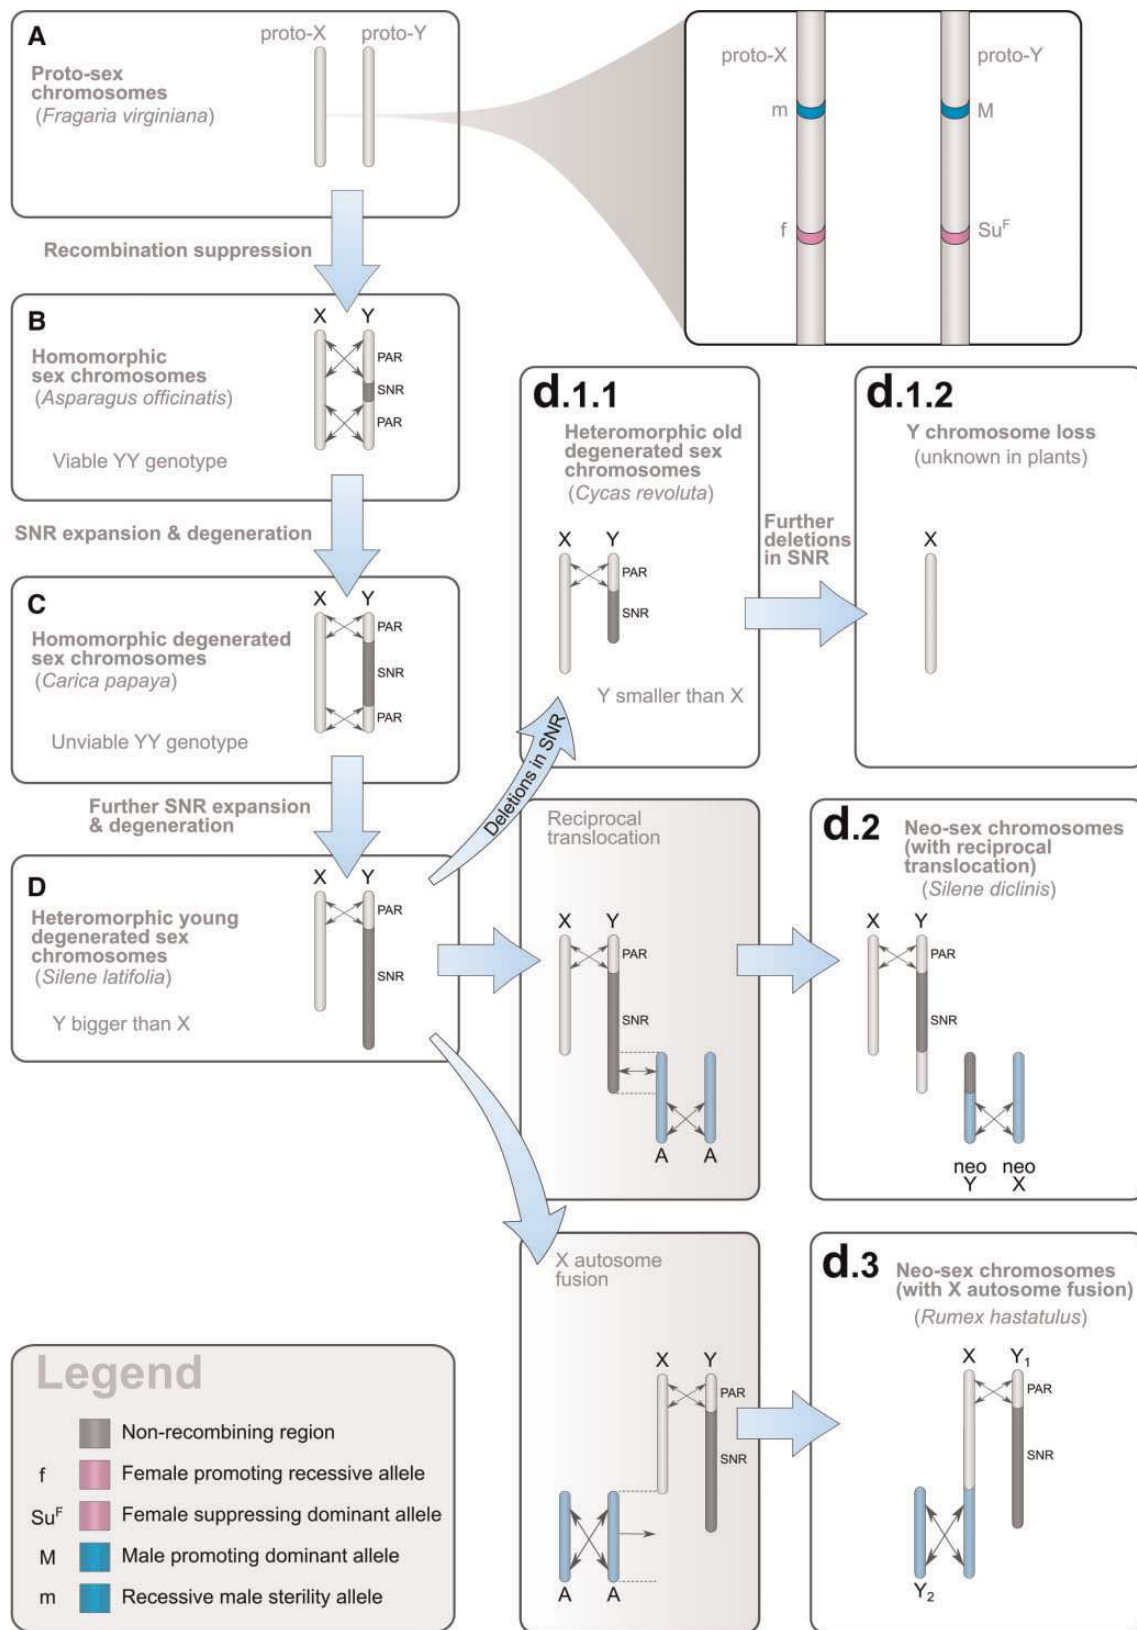 A
proto-X
proto-Y
Proto-sex
chromosomes
(Fragaria virginiana)
proto-X
proto-Y
m
M
f
Su^F
Recombination suppression
B
X
Y
Homomorphic
sex chromosomes
(Asparagus officinatis)
PAR
SNR
PAR
Viable YY genotype
SNR expansion & degeneration
C
X
Y
Homomorphic degenerated
sex chromosomes
(Carica papaya)
PAR
SNR
PAR
Unviable YY genotype
Further SNR expansion
& degeneration
D
X
Y
Heteromorphic young
degenerated sex
chromosomes
(Silene latifolia)
PAR
SNR
Y bigger than X
Deletions in SNR
d.1.1
Heteromorphic old
degenerated sex
chromosomes
(Cycas revoluta)
X
Y
PAR
SNR
Y smaller than X
Further
deletions
in SNR
d.1.2
Y chromosome loss
(unknown in plants)
X
Reciprocal
translocation
X
Y
PAR
SNR
A
A
d.2
Neo-sex chromosomes
(with reciprocal
translocation)
(Silene diclinis)
X
Y
PAR
SNR
neo
Y
neo
X
X autosome
fusion
X
Y
PAR
SNR
A
A
d.3
Neo-sex chromosomes
(with X autosome fusion)
(Rumex hastatulus)
X
Y₁
PAR
SNR
Y₂
Legend
Non-recombining region
f Female promoting recessive allele
Su^F Female suppressing dominant allele
M Male promoting dominant allele
m Recessive male sterility allele